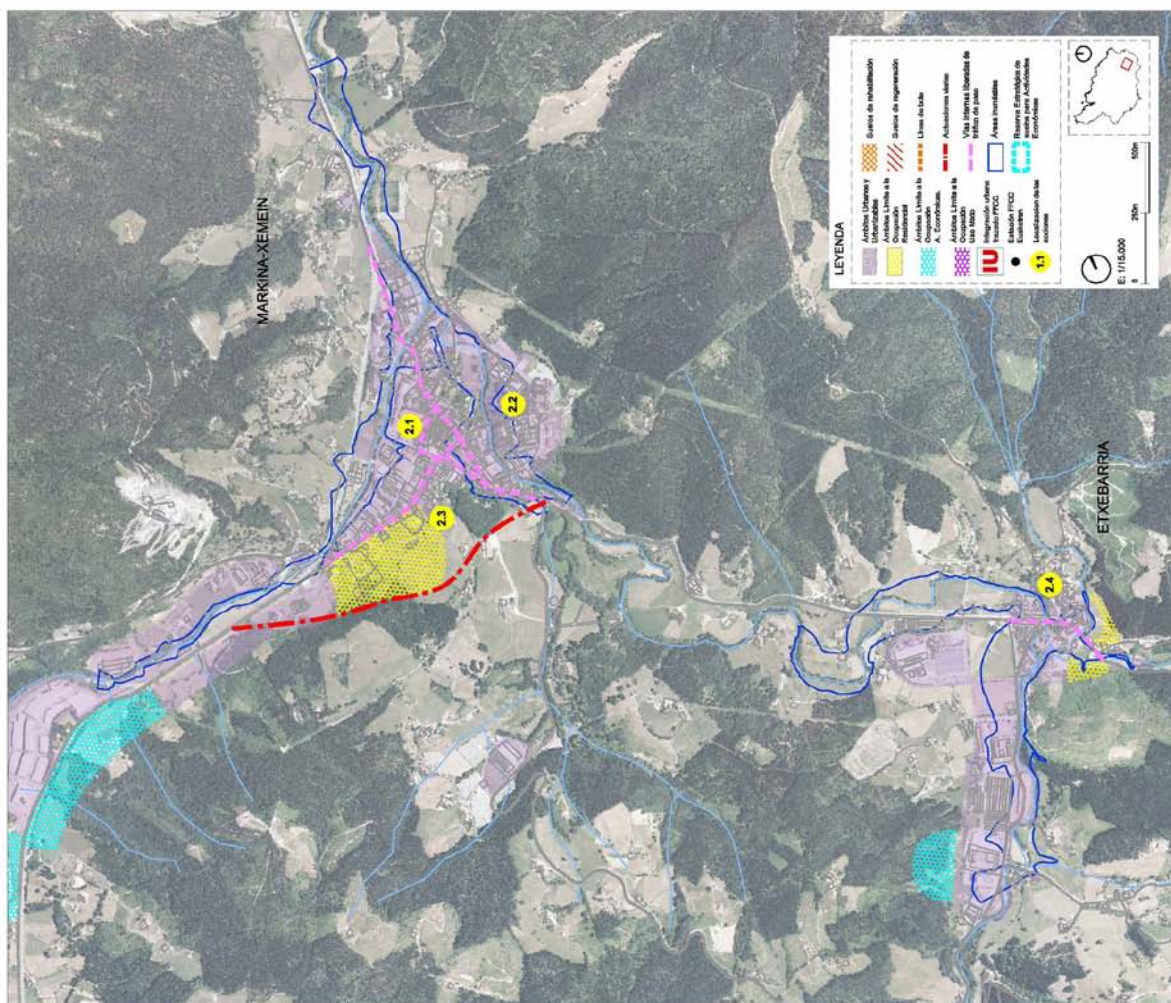 MARKINA-XEMEIN
2.1
2.2
2.3
2.4
ETXEBARRIA
LEYENDA
Ámbitos Urbanos y
Urbanizables
Ámbitos Límite a la
Ocupación
Residencial
Ámbitos Límite a la
Ocupación
A. Económicas.
Ámbitos Límite a la
Ocupación
Uso Mixto
IU
Integración urbana
trazado FFCC
Estación FFCC
Euskotren
1.1
Localización de las
acciones
Suelos de rehabilitación
Suelos de regeneración
Línea de
Actuaciones viarias
Vías internas liberadas de
tráfico de paso
Áreas inundables
Reserva Estratégica de
suelos para Actividades
Económicas
E: 1/15.000
0 250m 500m